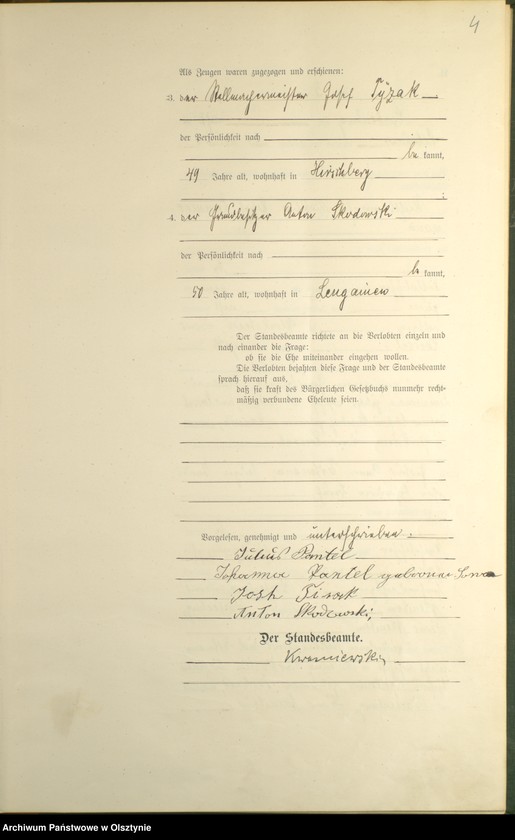 4
Als Zeugen waren zugezogen und erschienen:
3. der Stellmachermeister Josef Tyzak
der Persönlichkeit nach
be kannt,
49 Jahre alt, wohnhaft in Hirschberg
;
4. der Grundbesitzer Anton Skodowski
der Persönlichkeit nach
be kannt,
50 Jahre alt, wohnhaft in Lengainen
Der Standesbeamte richtete an die Verlobten einzeln und
nach einander die Frage:
ob sie die Ehe miteinander eingehen wollen.
Die Verlobten bejahten diese Frage und der Standesbeamte
sprach hierauf aus,
daß sie kraft des Bürgerlichen Gesetzbuchs nunmehr recht-
mäßig verbundene Eheleute seien.
Vorgelesen, genehmigt und unterschrieben:
Julius Pantel
Johanna Pantel geborene
Anton Skodowski,
Der Standesbeamte.
Archiwum Państwowe w Olsztynie